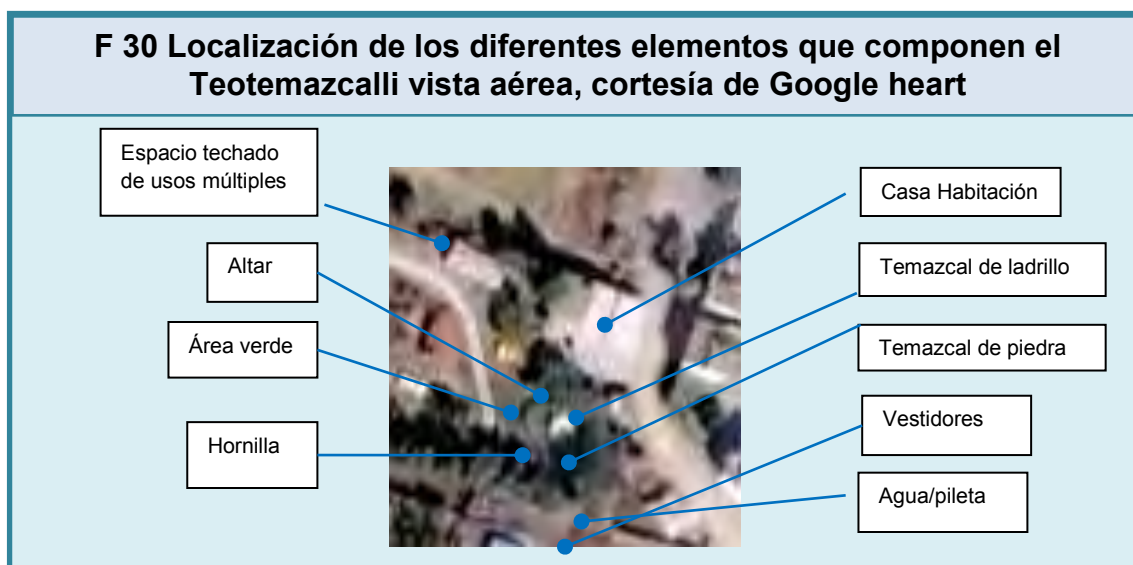 F 30 Localización de los diferentes elementos que componen el
Teotemazcalli vista aérea, cortesía de Google heart
Espacio techado
de usos múltiples
Altar
Área verde
Hornilla
Casa Habitación
Temazcal de ladrillo
Temazcal de piedra
Vestidores
Agua/pileta